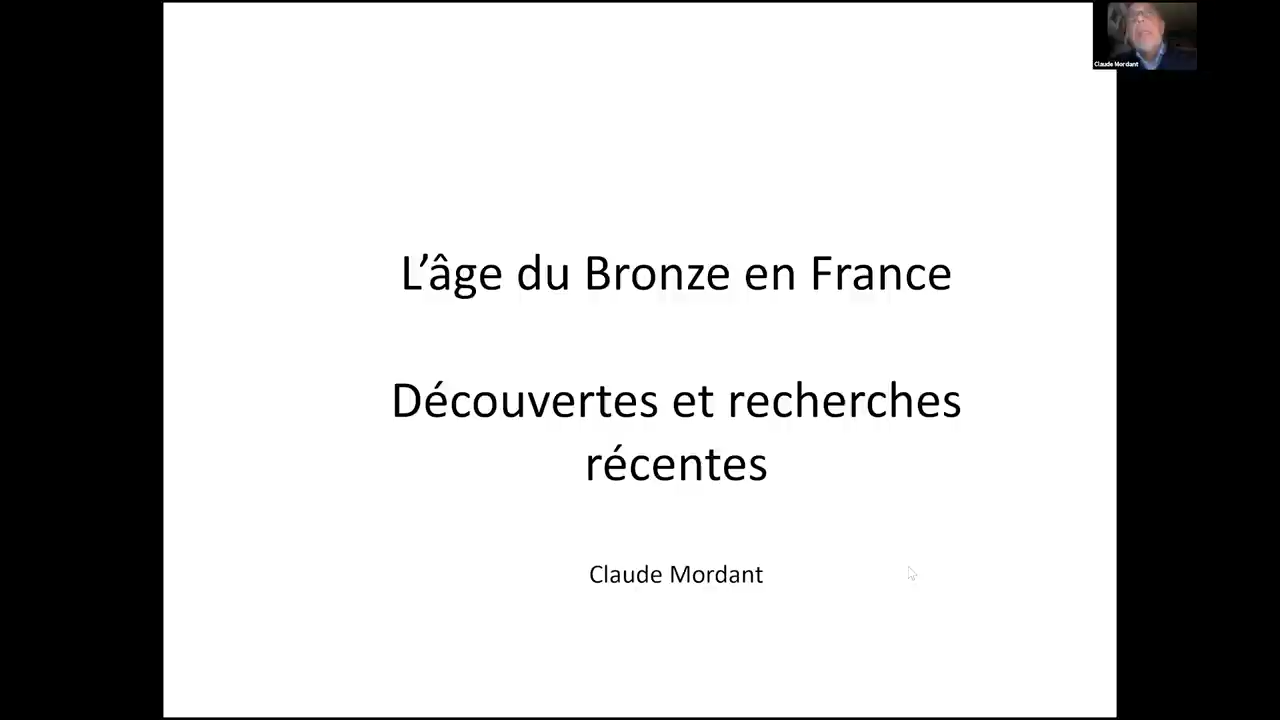 Claude Mordant
L’âge du Bronze en France
Découvertes et recherches
récentes
Claude Mordant